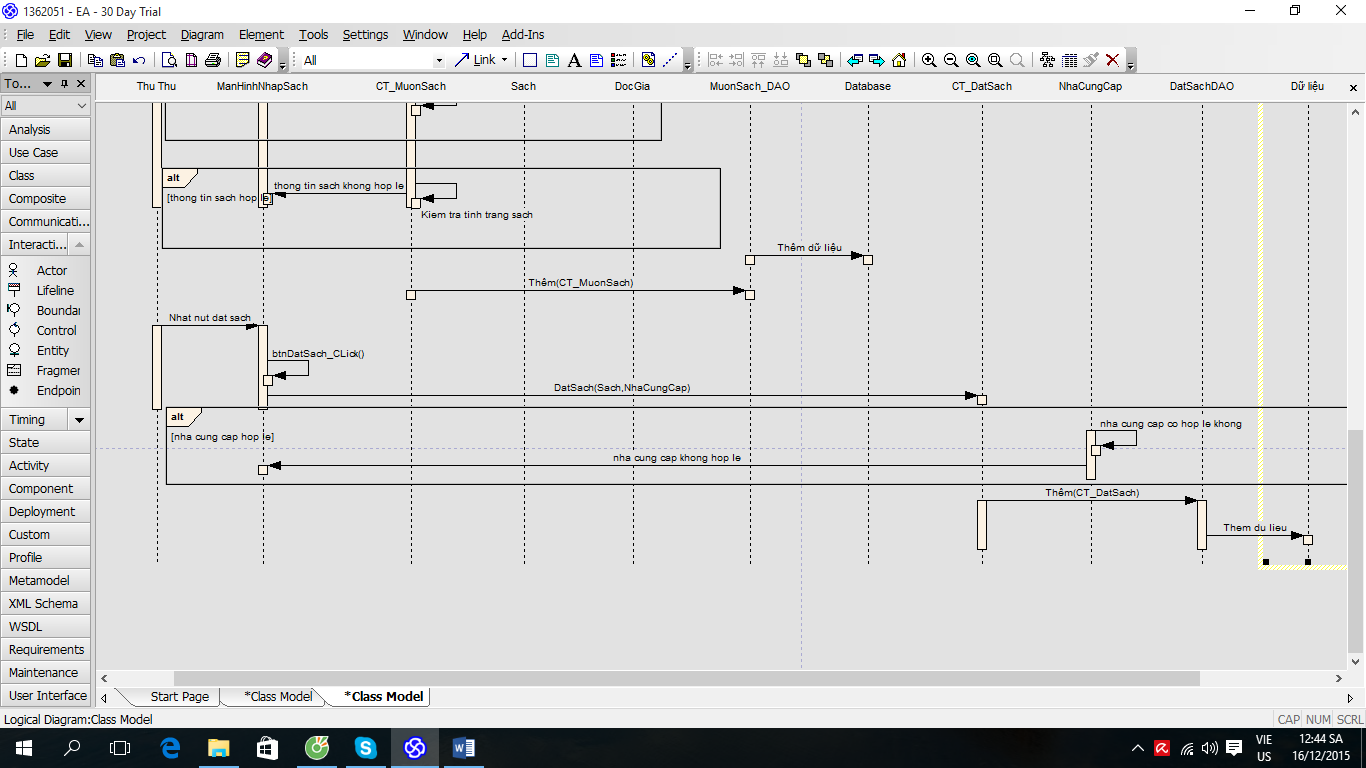 1362051 - EA - 30 Day Trial
File Edit View Project Diagram Element Tools Settings Window Help Add-Ins
All Link
To...
All
Analysis
Use Case
Class
Composite
Communicati...
Interacti...
Actor
Lifeline
Boundar
Control
Entity
Fragmer
Endpoin
Timing
State
Activity
Component
Deployment
Custom
Profile
Metamodel
XML Schema
WSDL
Requirements
Maintenance
User Interface
Thu Thu ManHinhNhapSach CT_MuonSach Sach DocGia MuonSach_DAO Database CT_DatSach NhaCungCap DatSachDAO Dữ liệu
alt
thong tin sach khong hop le
[thong tin sach hop le]
Kiem tra tinh trang sach
Thêm dữ liệu
Thêm(CT_MuonSach)
Nhat nut dat sach
btnDatSach_CLick()
DatSach(Sach,NhaCungCap)
alt
nha cung cap co hop le khong
[nha cung cap hop le]
nha cung cap khong hop le
Thêm(CT_DatSach)
Them du lieu
Start Page *Class Model *Class Model
Logical Diagram:Class Model
CAP NUM SCRL
VIE
US
12:44 SA
16/12/2015